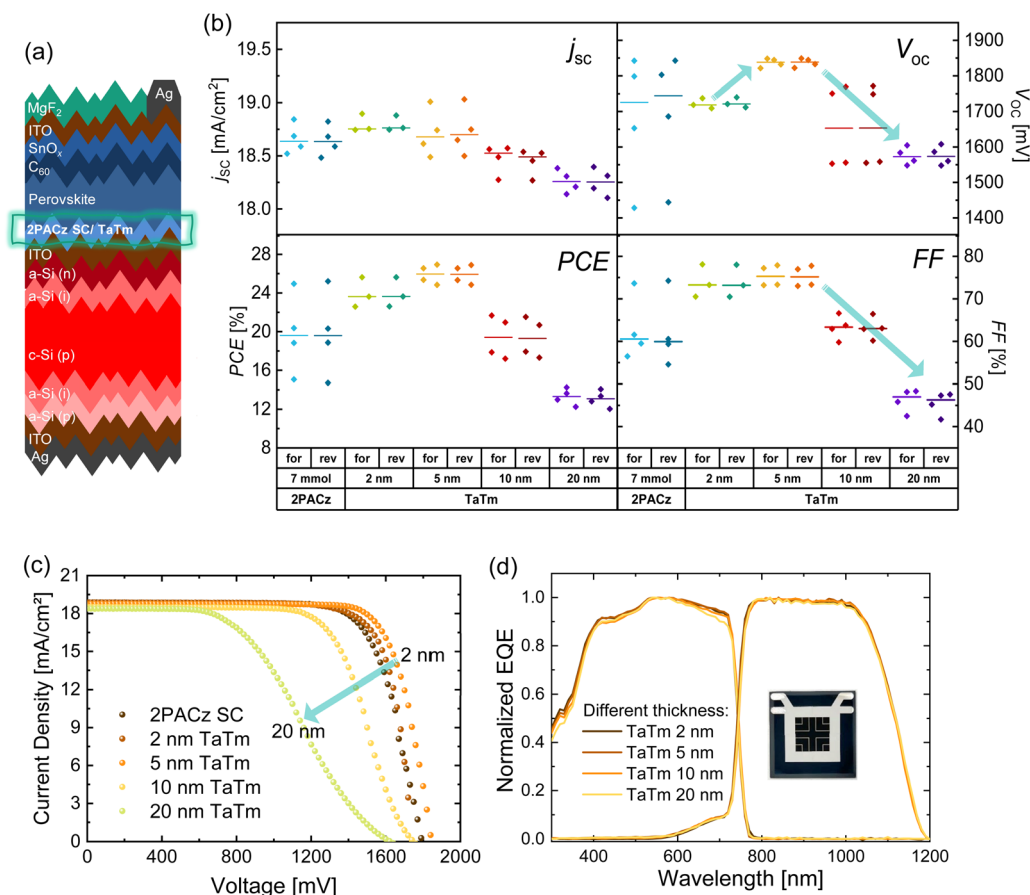 (a)
Ag
MgF₂
ITO
SnOₓ
C₆₀
Perovskite
2PACz SC/ TaTm
ITO
a-Si (n)
a-Si (i)
c-Si (p)
a-Si (i)
a-Si (p)
ITO
Ag
(b)
jsc [mA/cm²]
19.5
19.0
18.5
18.0
jsc
Voc
1900
1800
1700
1600
1500
1400
VOC [mV]
PCE [%]
28
24
20
16
12
8
PCE
FF
80
70
60
50
40
FF [%]
for rev for rev for rev for rev for rev for rev for rev for rev for rev for rev
7 mmol 2 nm 5 nm 10 nm 20 nm 7 mmol 2 nm 5 nm 10 nm 20 nm
2PACz TaTm 2PACz TaTm
(c)
Current Density [mA/cm²]
21
18
15
12
9
6
3
0
2 nm
20 nm
2PACz SC
2 nm TaTm
5 nm TaTm
10 nm TaTm
20 nm TaTm
0 400 800 1200 1600 2000
Voltage [mV]
(d)
Normalized EQE
1.0
0.8
0.6
0.4
0.2
0.0
Different thickness:
TaTm 2 nm
TaTm 5 nm
TaTm 10 nm
TaTm 20 nm
400 600 800 1000 1200
Wavelength [nm]